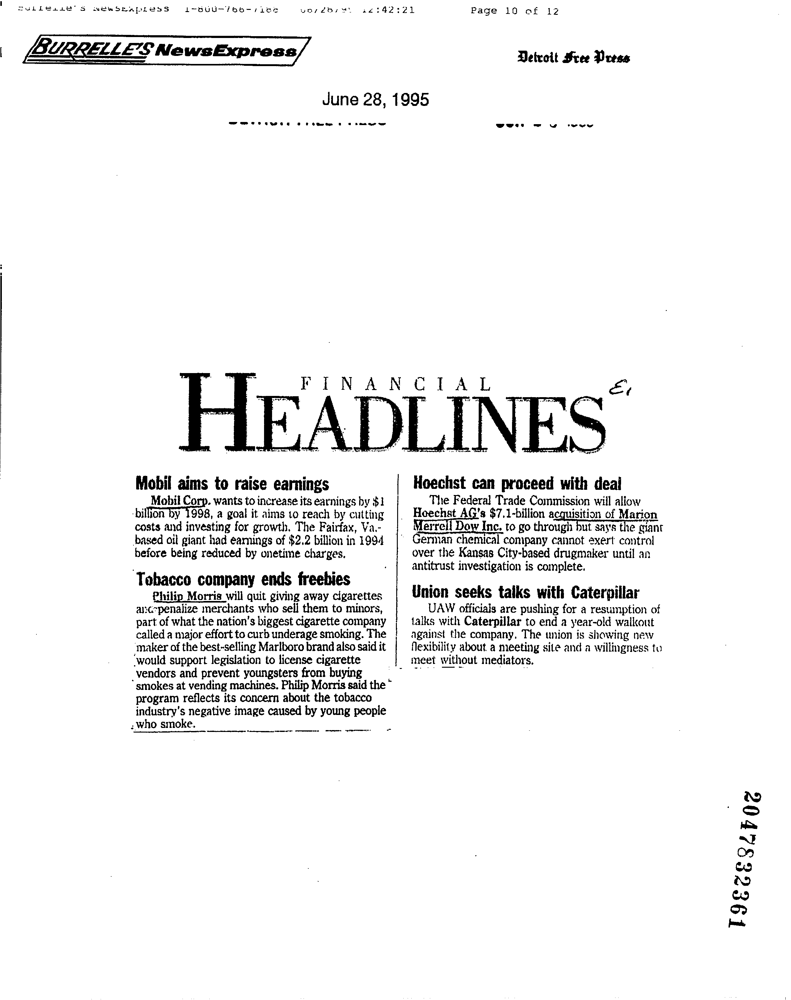 12:42:21 Page 10 of 12
BURRELLE'S NewsExpress
Detroit Free Press
June 28, 1995
FINANCIAL
HEADLINES
E1
Mobil aims to raise earnings
Mobil Corp. wants to increase its earnings by $1
billion by 1998, a goal it aims to reach by cutting
costs and investing for growth. The Fairfax, Va.-
based oil giant had earnings of $2.2 billion in 1994
before being reduced by onetime charges.
Tobacco company ends freebies
Philip Morris will quit giving away cigarettes
and penalize merchants who sell them to minors,
part of what the nation's biggest cigarette company
called a major effort to curb underage smoking. The
maker of the best-selling Marlboro brand also said it
would support legislation to license cigarette
vendors and prevent youngsters from buying
smokes at vending machines. Philip Morris said the
program reflects its concern about the tobacco
industry's negative image caused by young people
who smoke.
Hoechst can proceed with deal
The Federal Trade Commission will allow
Hoechst AG's $7.1-billion acquisition of Marion
Merrell Dow Inc. to go through but says the giant
German chemical company cannot exert control
over the Kansas City-based drugmaker until an
antitrust investigation is complete.
Union seeks talks with Caterpillar
UAW officials are pushing for a resumption of
talks with Caterpillar to end a year-old walkout
against the company. The union is showing new
flexibility about a meeting site and a willingness to
meet without mediators.
2047832361